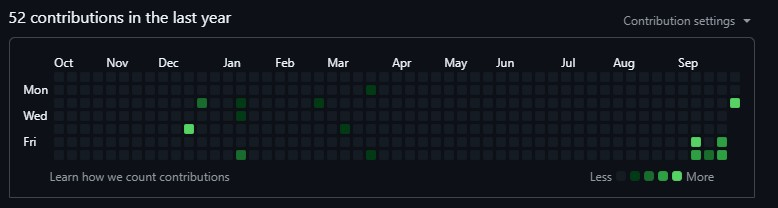 52 contributions in the last year
Contribution settings
Oct Nov Dec Jan Feb Mar Apr May Jun Jul Aug Sep
Mon
Wed
Fri
Learn how we count contributions
Less More